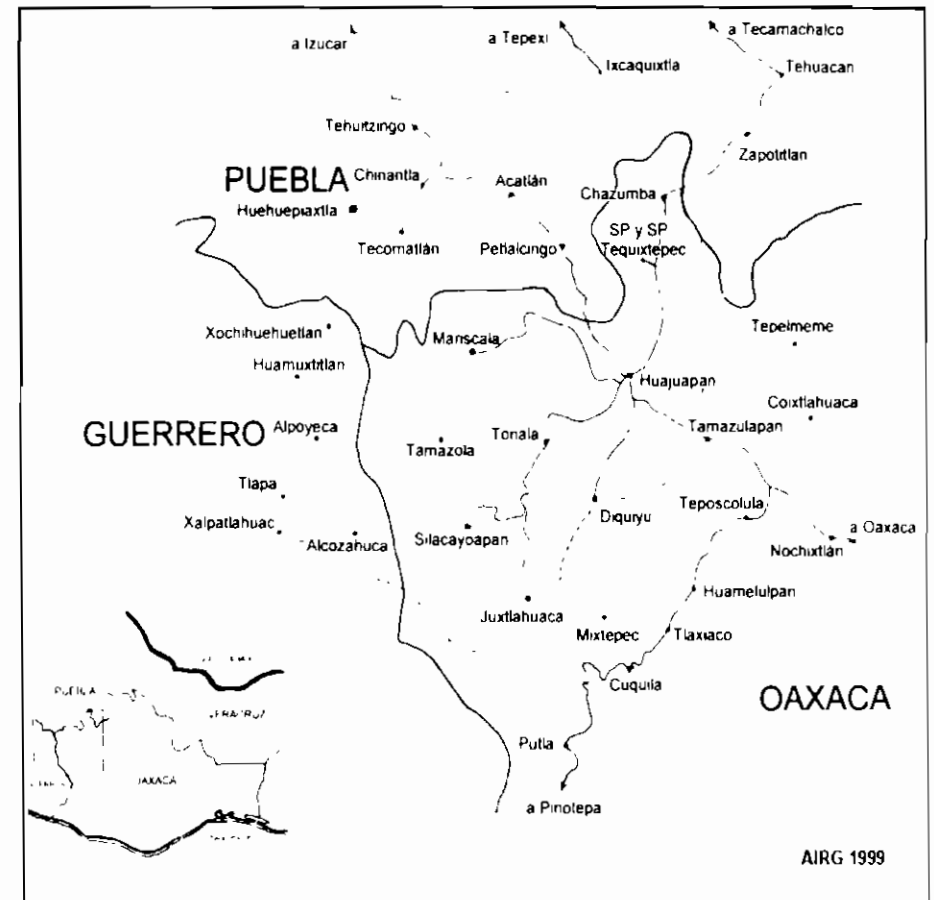 a Izucar
a Tepexi
a Tecamachalco
Ixcaquixtla
Tehuacan
Tehuitzingo
Zapotitlan
PUEBLA
Chinantla
Acatlán
Chazumba
Huehuepiaxtla
SP y SP
Tequixtepec
Tecomatlán
Petlalcingo
Xochihuehuetlan
Mariscala
Tepelmeme
Huamuxtitlan
Huajuapan
Coixtlahuaca
GUERRERO
Alpoyeca
Tamazola
Tonala
Tamazulapan
Tlapa
Diquiyu
Teposcolula
Xalpatlahuac
Alcozahuca
Silacayoapan
a Oaxaca
Nochixtlán
Huamelulpan
Juxtlahuaca
Mixtepec
Tlaxiaco
Cuquila
OAXACA
PUEBLA
VERACRUZ
OAXACA
Putla
a Pinotepa
AIRG 1999